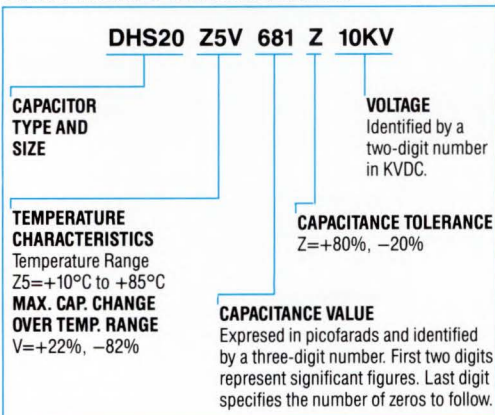 DHS20 Z5V 681 Z 10KV
CAPACITOR
TYPE AND
SIZE
VOLTAGE
Identified by a
two-digit number
in KVDC.
TEMPERATURE
CHARACTERISTICS
Temperature Range
Z5=+10°C to +85°C
MAX. CAP. CHANGE
OVER TEMP. RANGE
V=+22%, −82%
CAPACITANCE TOLERANCE
Z=+80%, −20%
CAPACITANCE VALUE
Expresed in picofarads and identified
by a three-digit number. First two digits
represent significant figures. Last digit
specifies the number of zeros to follow.